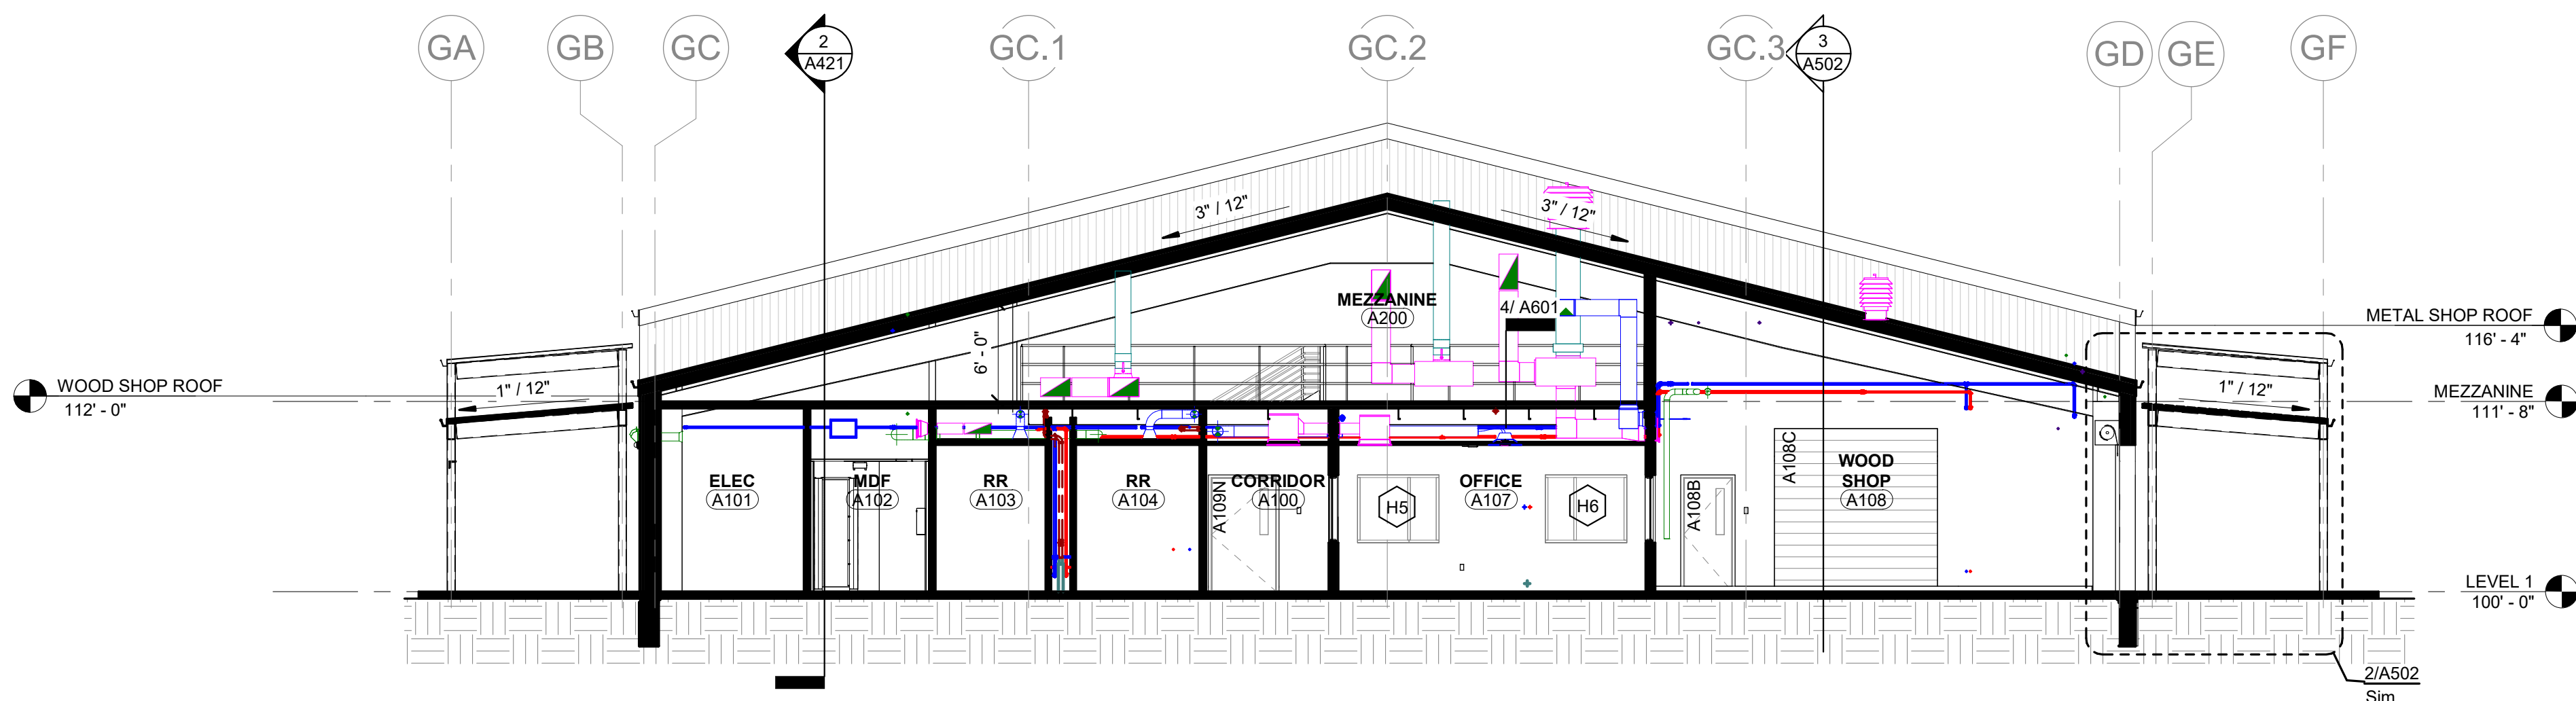 GA
GB
GC
2
A421
GC.1
GC.2
GC.3
3
A502
GD
GE
GF
3" / 12"
3" / 12"
MEZZANINE
A200
4/ A601
6' - 0"
METAL SHOP ROOF
116' - 4"
WOOD SHOP ROOF
112' - 0"
1" / 12"
1" / 12"
MEZZANINE
111' - 8"
ELEC
A101
MDF
A102
RR
A103
RR
A104
A109N
CORRIDOR
A100
H5
OFFICE
A107
H6
A108B
A108C
WOOD
SHOP
A108
LEVEL 1
100' - 0"
2/A502
Sim